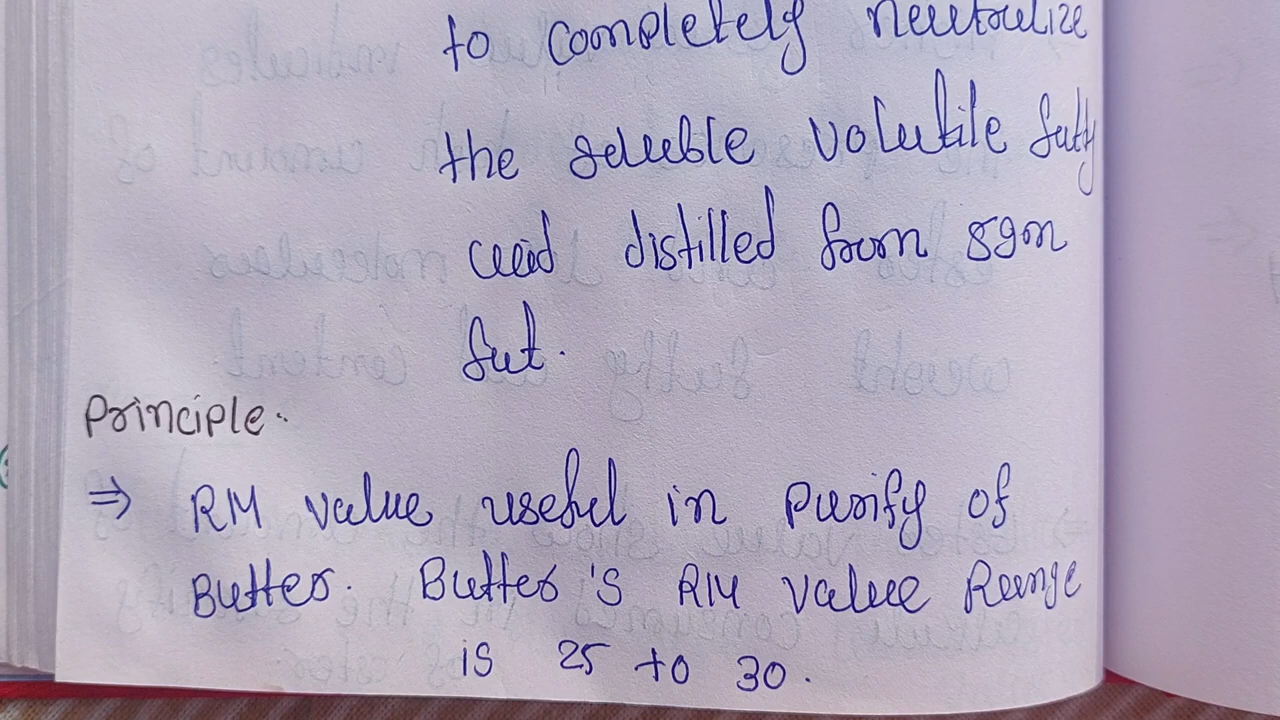 to completely neutralize
the soluble volatile fatty
acid distilled from 5gm
fat.
Principle.
⇒ RM value useful in purify of
Butter. Butter's RM value Range
is 25 to 30.